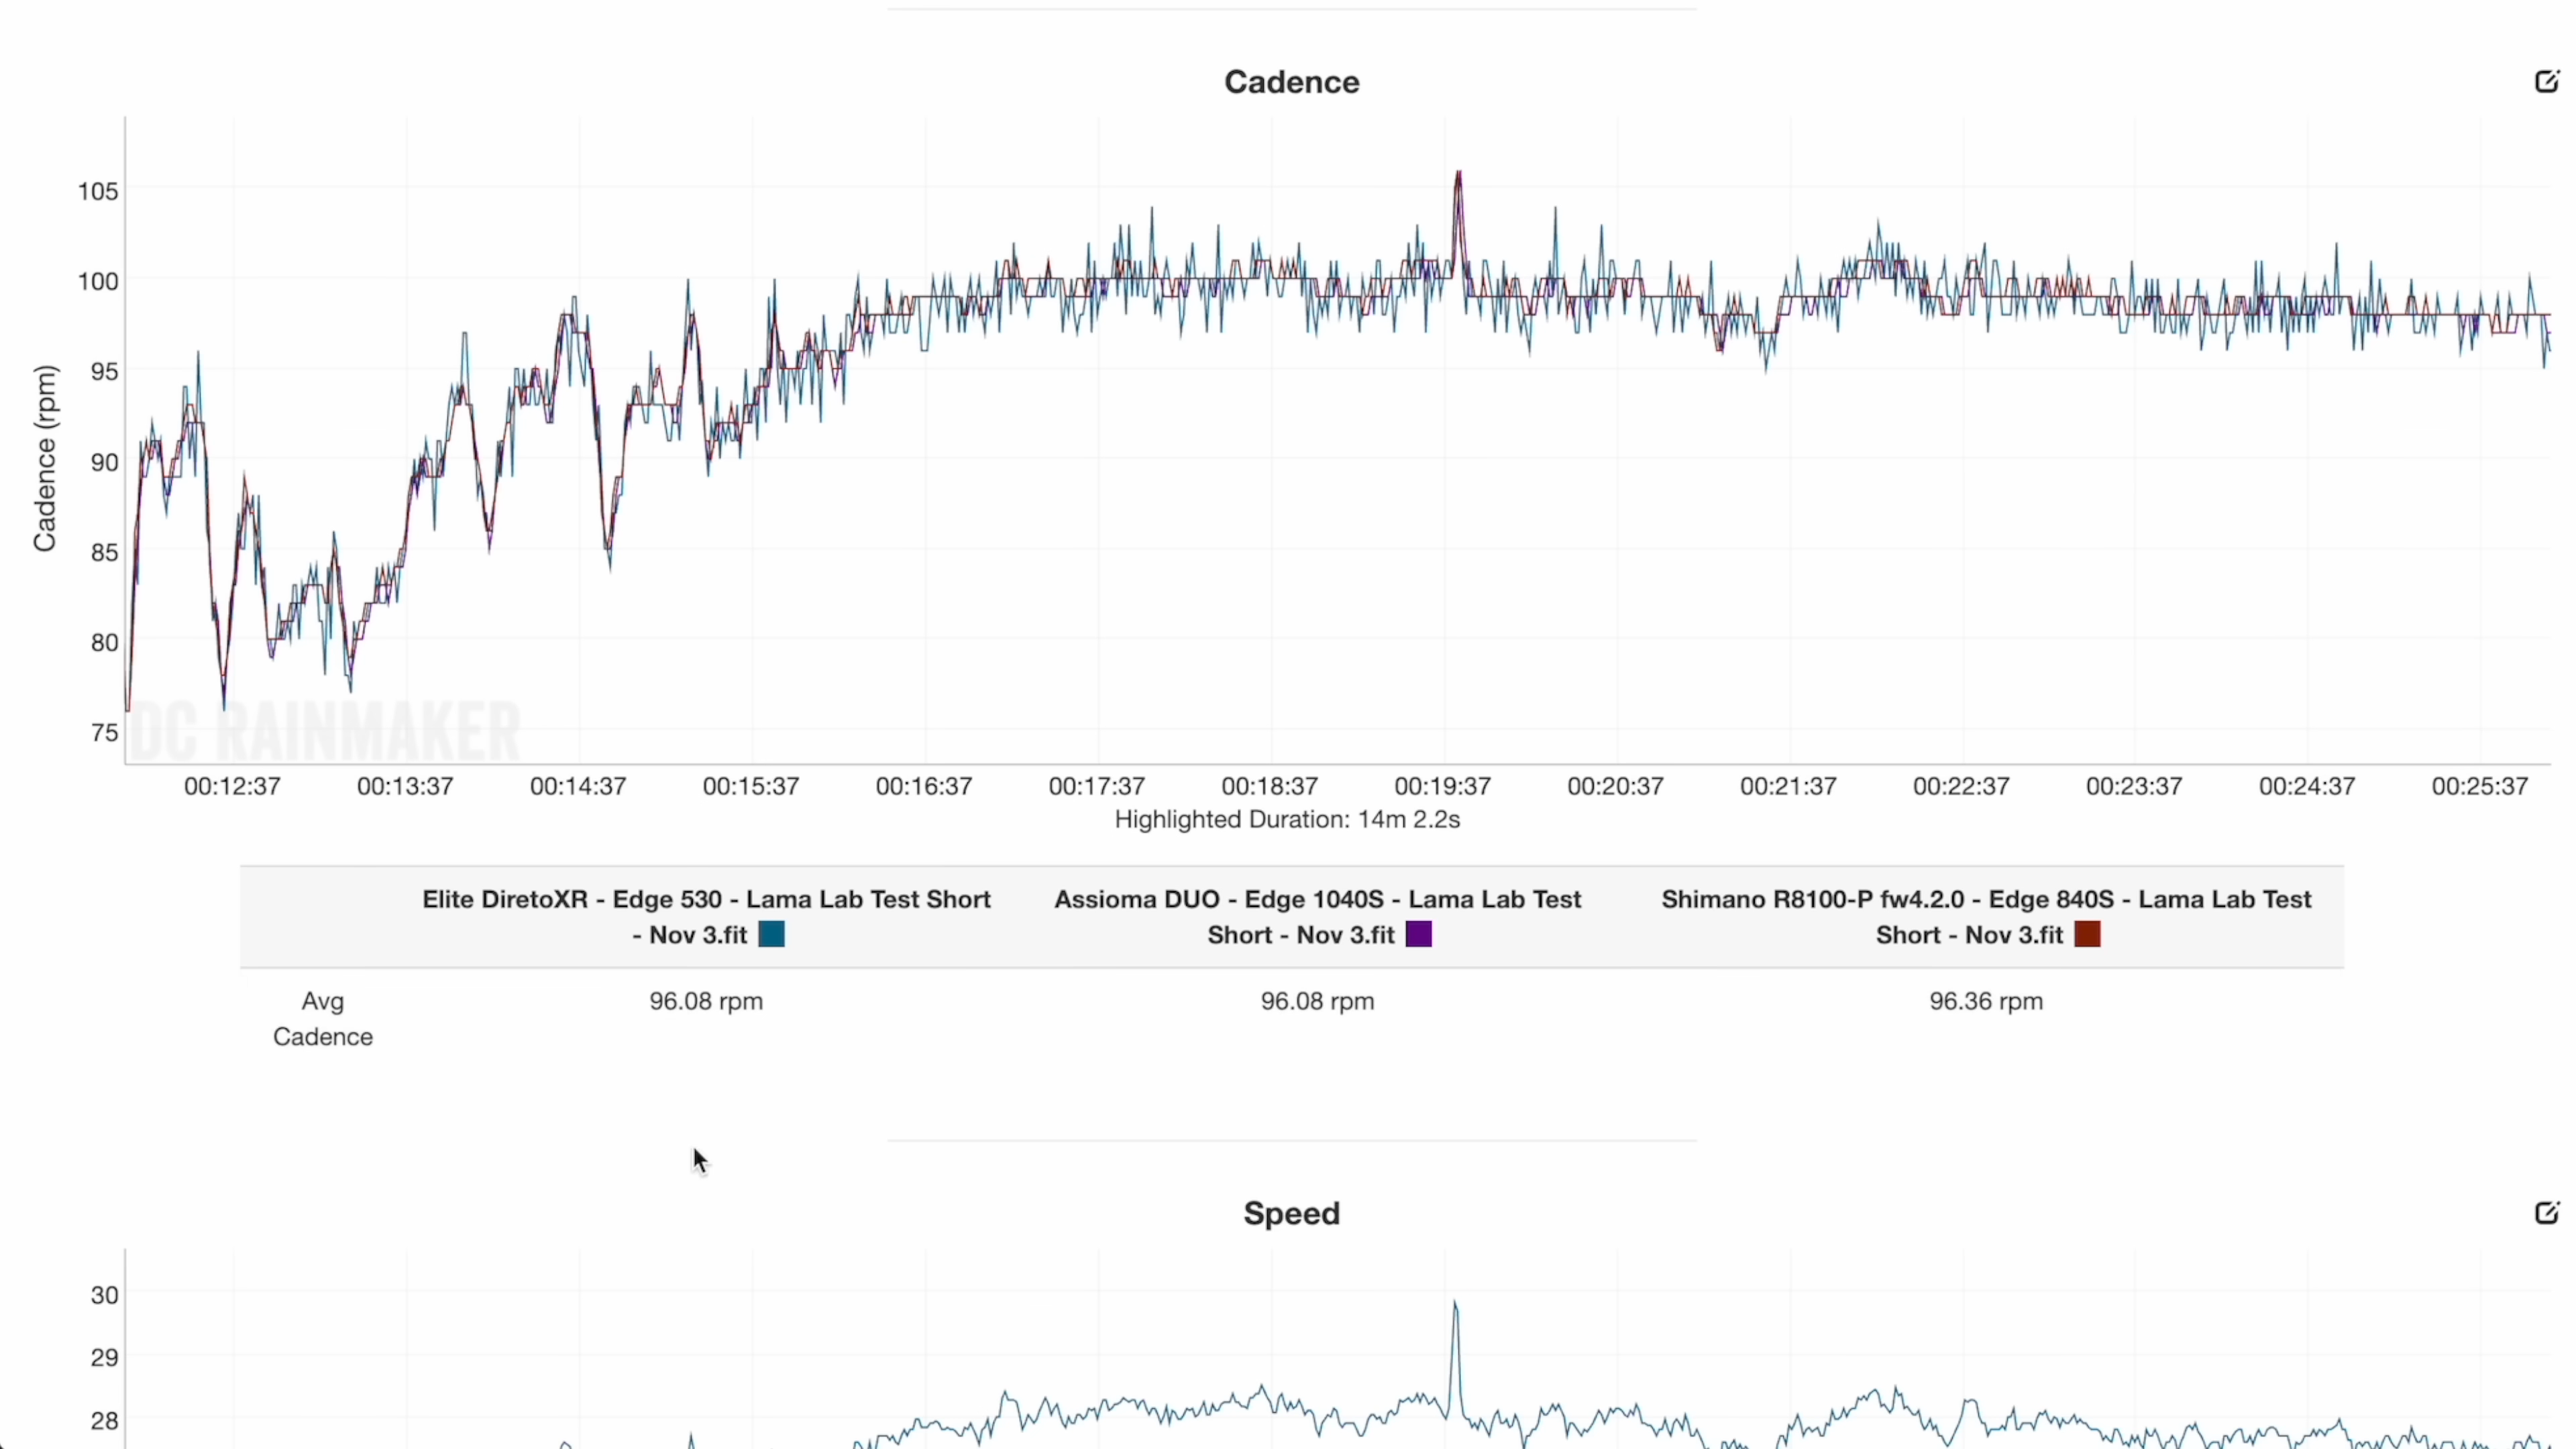 Cadence
105
100
95
90
85
80
75
Cadence (rpm)
DC RAINMAKER
00:12:37 00:13:37 00:14:37 00:15:37 00:16:37 00:17:37 00:18:37 00:19:37 00:20:37 00:21:37 00:22:37 00:23:37 00:24:37 00:25:37
Highlighted Duration: 14m 2.2s
Elite DiretoXR - Edge 530 - Lama Lab Test Short
- Nov 3.fit
Assioma DUO - Edge 1040S - Lama Lab Test
Short - Nov 3.fit
Shimano R8100-P fw4.2.0 - Edge 840S - Lama Lab Test
Short - Nov 3.fit
Avg
Cadence
96.08 rpm
96.08 rpm
96.36 rpm
Speed
30
29
28